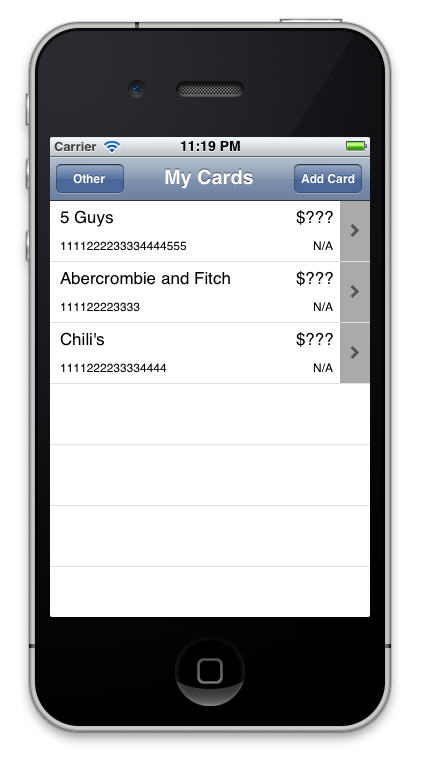 Carrier 11:19 PM
Other My Cards Add Card
5 Guys $???
1111222233334444555 N/A
Abercrombie and Fitch $???
111122223333 N/A
Chili's $???
1111222233334444 N/A